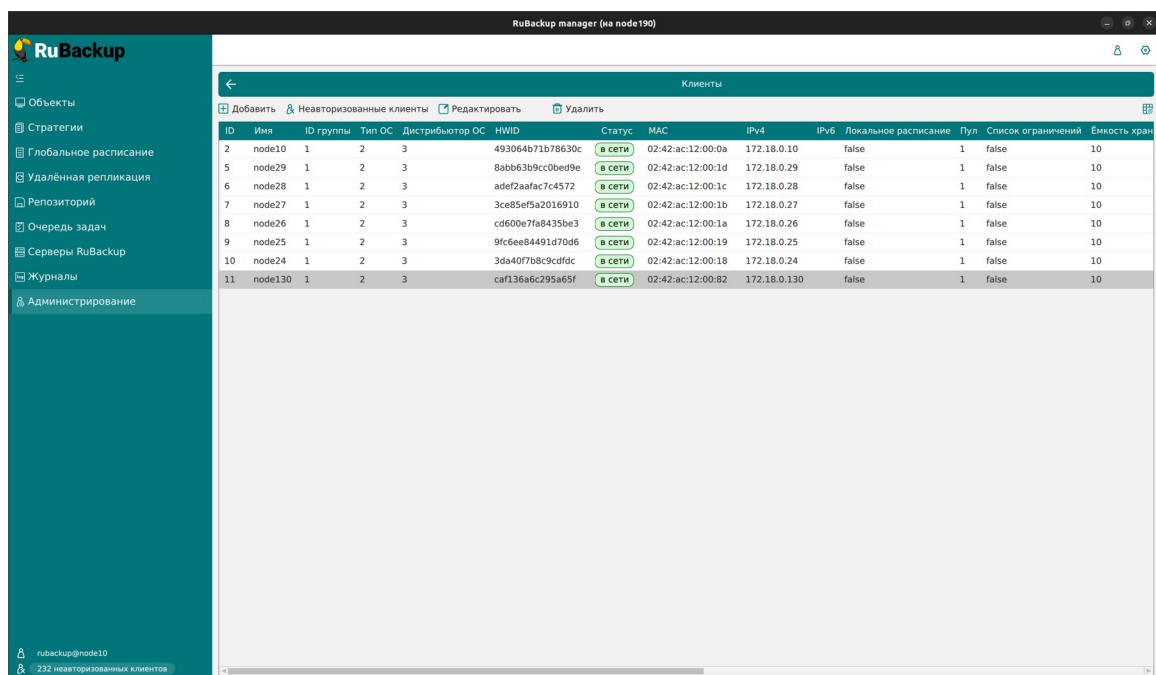 RuBackup manager (на node190)
RuBackup
Клиенты
Объекты
Стратегии
Глобальное расписание
Удалённая репликация
Репозиторий
Очередь задач
Серверы RuBackup
Журналы
Администрирование
Добавить Неавторизованные клиенты Редактировать Удалить
ID Имя ID группы Тип ОС Дистрибьютор ОС HWID Статус MAC IPv4 IPv6 Локальное расписание Пул Список ограничений Ёмкость хран
2 node10 1 2 3 493064b71b78630c в сети 02:42:ac:12:00:0a 172.18.0.10 false 1 false 10
5 node29 1 2 3 8abb63b9cc0bed9e в сети 02:42:ac:12:00:1d 172.18.0.29 false 1 false 10
6 node28 1 2 3 adef2aafac7c4572 в сети 02:42:ac:12:00:1c 172.18.0.28 false 1 false 10
7 node27 1 2 3 3ce85ef5a2016910 в сети 02:42:ac:12:00:1b 172.18.0.27 false 1 false 10
8 node26 1 2 3 cd600e7fa8435be3 в сети 02:42:ac:12:00:1a 172.18.0.26 false 1 false 10
9 node25 1 2 3 9fc6ee84491d70d6 в сети 02:42:ac:12:00:19 172.18.0.25 false 1 false 10
10 node24 1 2 3 3da40f7b8c9cdfdc в сети 02:42:ac:12:00:18 172.18.0.24 false 1 false 10
11 node130 1 2 3 caf136a6c295a65f в сети 02:42:ac:12:00:82 172.18.0.130 false 1 false 10
rubackup@node10
232 неавторизованных клиентов